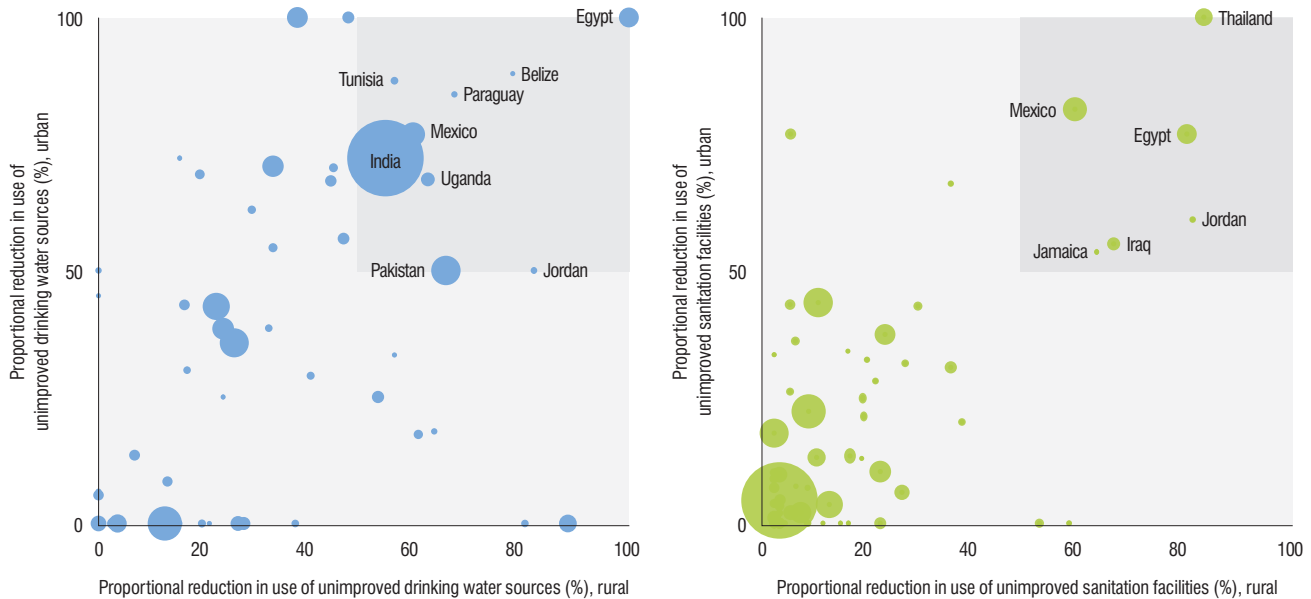 Proportional reduction in use of
unimproved drinking water sources (%), urban
100
50
0
Egypt
Belize
Tunisia
Paraguay
Mexico
India
Uganda
Pakistan
Jordan
0 20 40 60 80 100
Proportional reduction in use of unimproved drinking water sources (%), rural
Proportional reduction in use of
unimproved sanitation facilities (%), urban
100
50
0
Thailand
Mexico
Egypt
Jordan
Iraq
Jamaica
0 20 40 60 80 100
Proportional reduction in use of unimproved sanitation facilities (%), rural